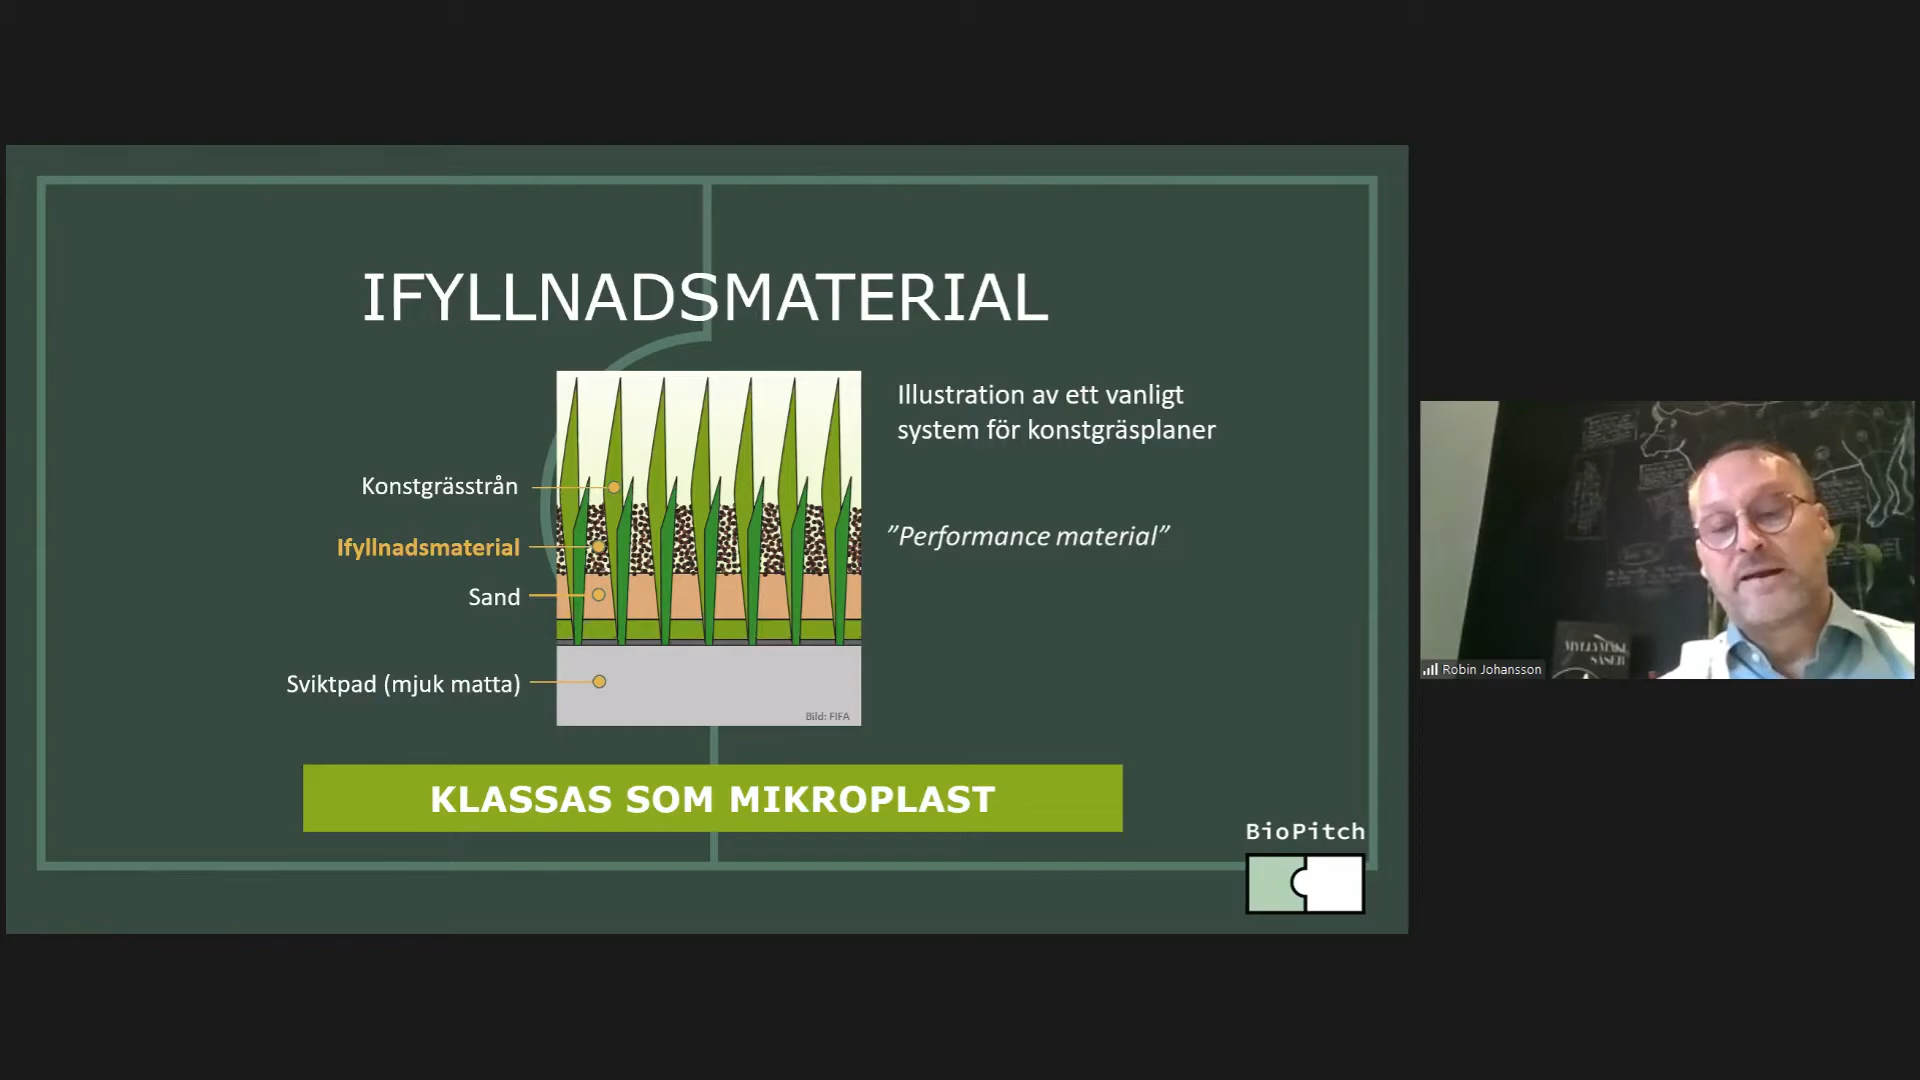 IFYLLNADSMATERIAL
Illustration av ett vanligt
system för konstgräsplaner
Konstgrässtrån
”Performance material”
Ifyllnadsmaterial
Sand
Sviktpad (mjuk matta)
Bild: FIFA
KLASSAS SOM MIKROPLAST
BioPitch
Robin Johansson